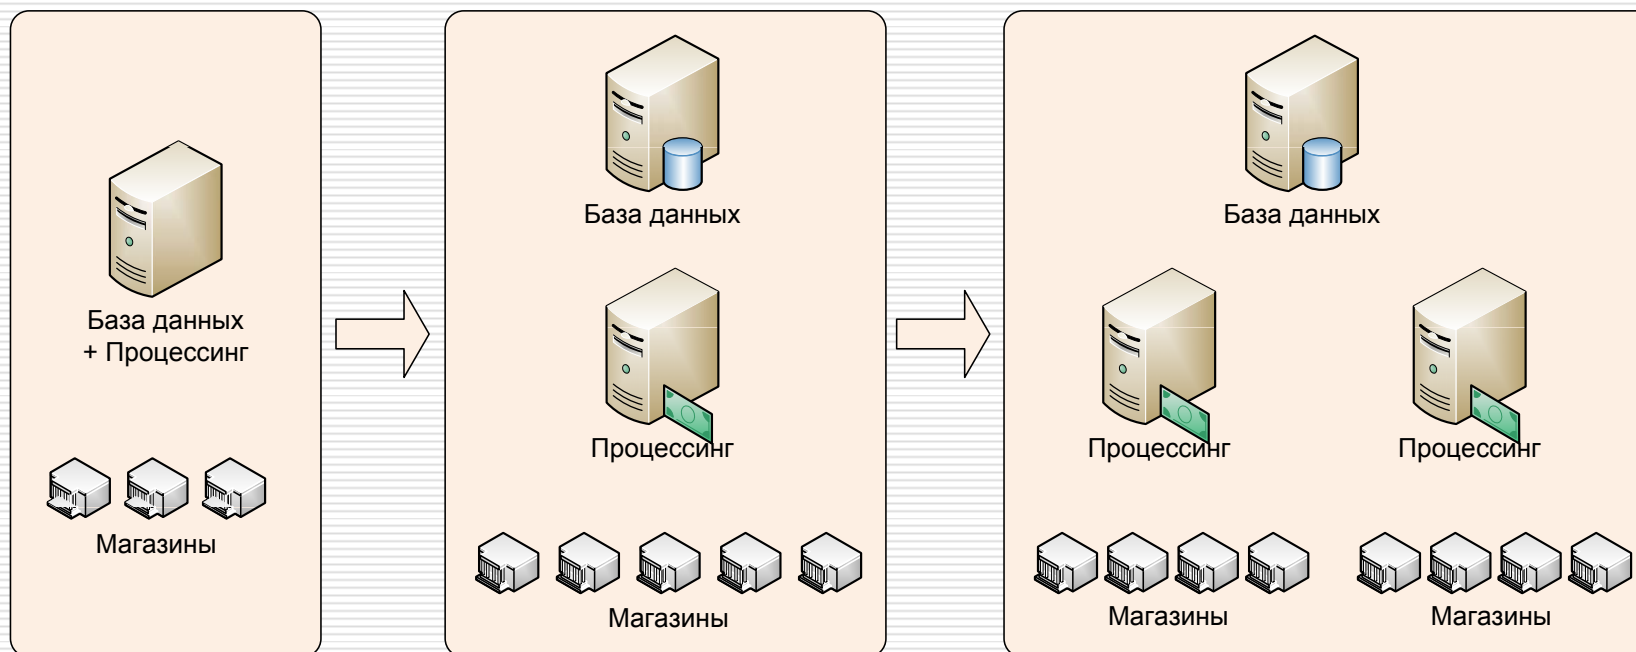 База данных
+ Процессинг
Магазины
База данных
Процессинг
Магазины
База данных
Процессинг
Процессинг
Магазины
Магазины